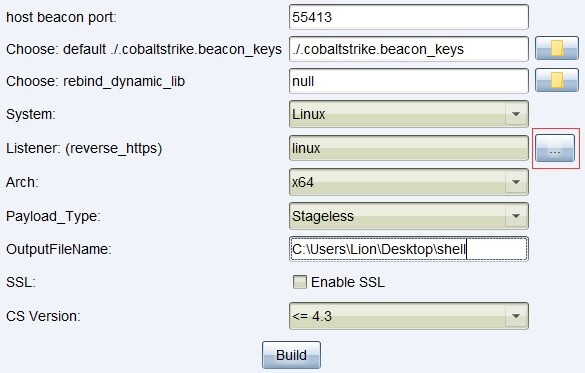 host beacon port: 55413
Choose: default ./.cobaltstrike.beacon_keys ./.cobaltstrike.beacon_keys
Choose: rebind_dynamic_lib null
System: Linux
Listener: (reverse_https) linux ...
Arch: x64
Payload_Type: Stageless
OutputFileName: C:\Users\Lion\Desktop\shell
SSL: Enable SSL
CS Version: <= 4.3
Build